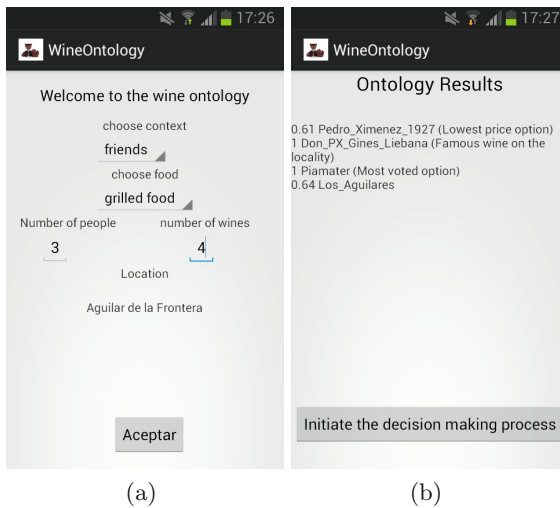 17:26
WineOntology
Welcome to the wine ontology
choose context
friends
choose food
grilled food
Number of people number of wines
3 4
Location
Aguilar de la Frontera
Aceptar
(a)
17:27
WineOntology
Ontology Results
0.61 Pedro_Ximenez_1927 (Lowest price option)
1 Don_PX_Gines_Liebana (Famous wine on the
locality)
1 Piamater (Most voted option)
0.64 Los_Aguilares
Initiate the decision making process
(b)